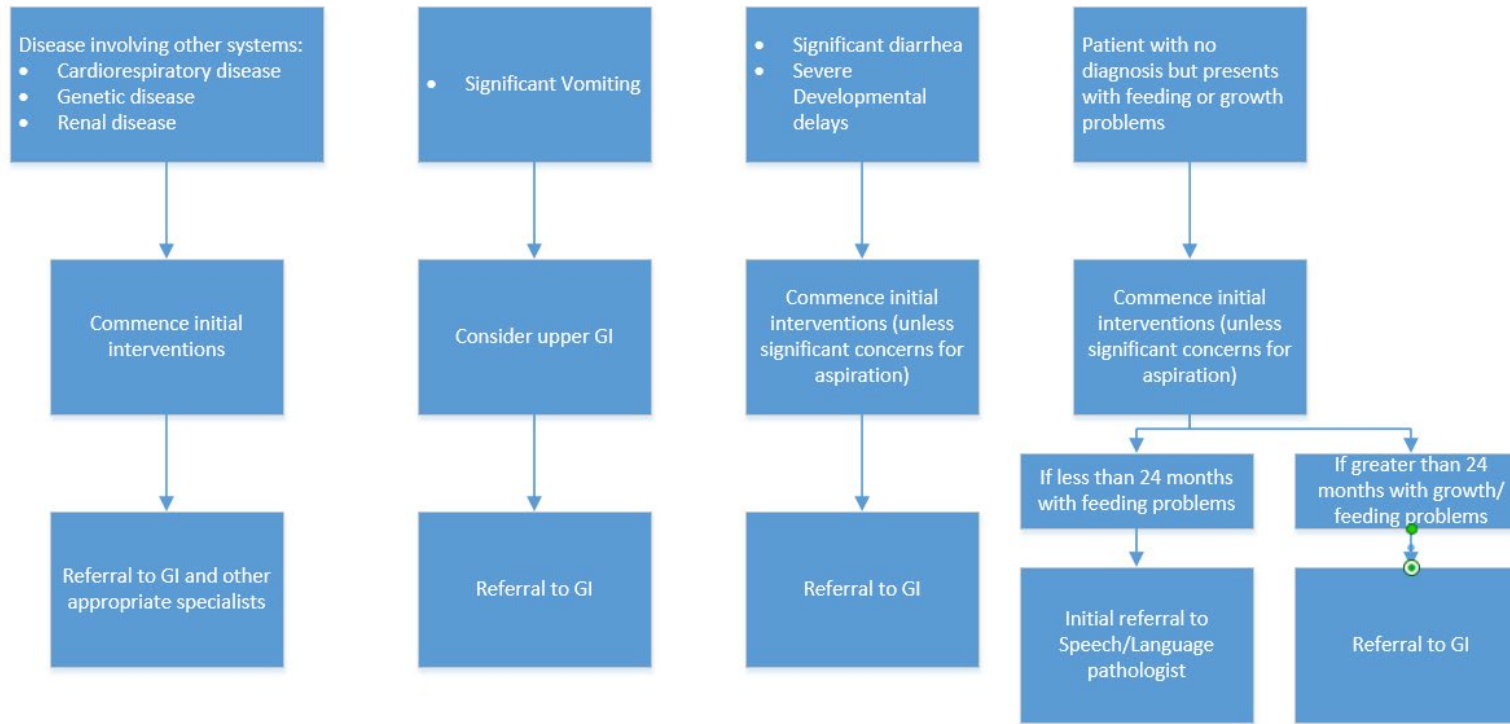 Disease involving other systems:
• Cardiorespiratory disease
• Genetic disease
• Renal disease
Commence initial
interventions
Referral to GI and other
appropriate specialists
• Significant Vomiting
Consider upper GI
Referral to GI
• Significant diarrhea
• Severe
Developmental
delays
Commence initial
interventions (unless
significant concerns for
aspiration)
Referral to GI
Patient with no
diagnosis but presents
with feeding or growth
problems
Commence initial
interventions (unless
significant concerns for
aspiration)
If less than 24 months
with feeding problems
Initial referral to
Speech/Language
pathologist
If greater than 24
months with growth/
feeding problems
Referral to GI